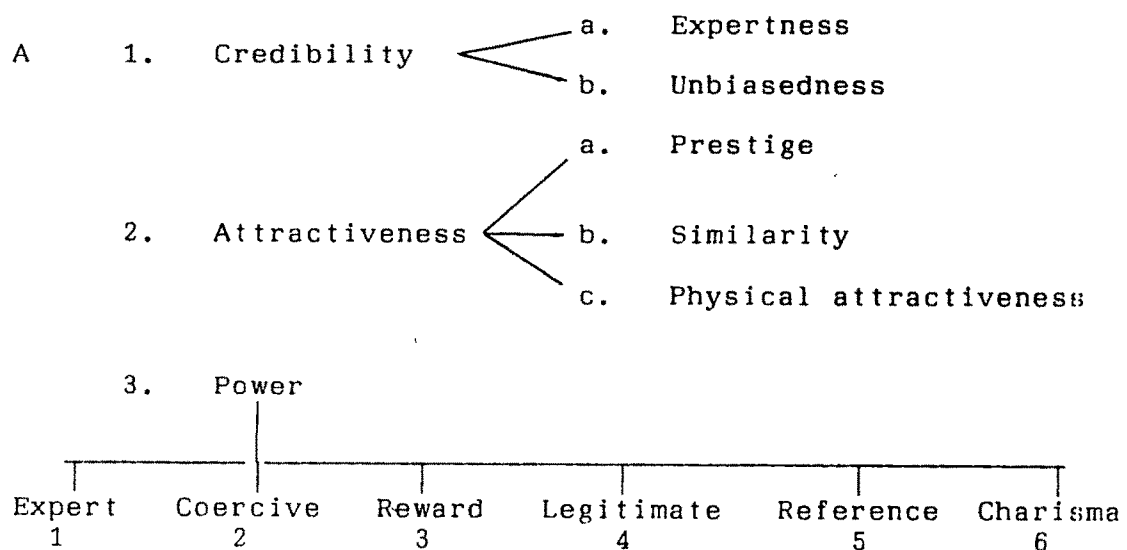 a. Expertness
A 1. Credibility
b. Unbiasedness
a. Prestige
2. Attractiveness b. Similarity
c. Physical attractiveness
3. Power
Expert Coercive Reward Legitimate Reference Charisma
1 2 3 4 5 6